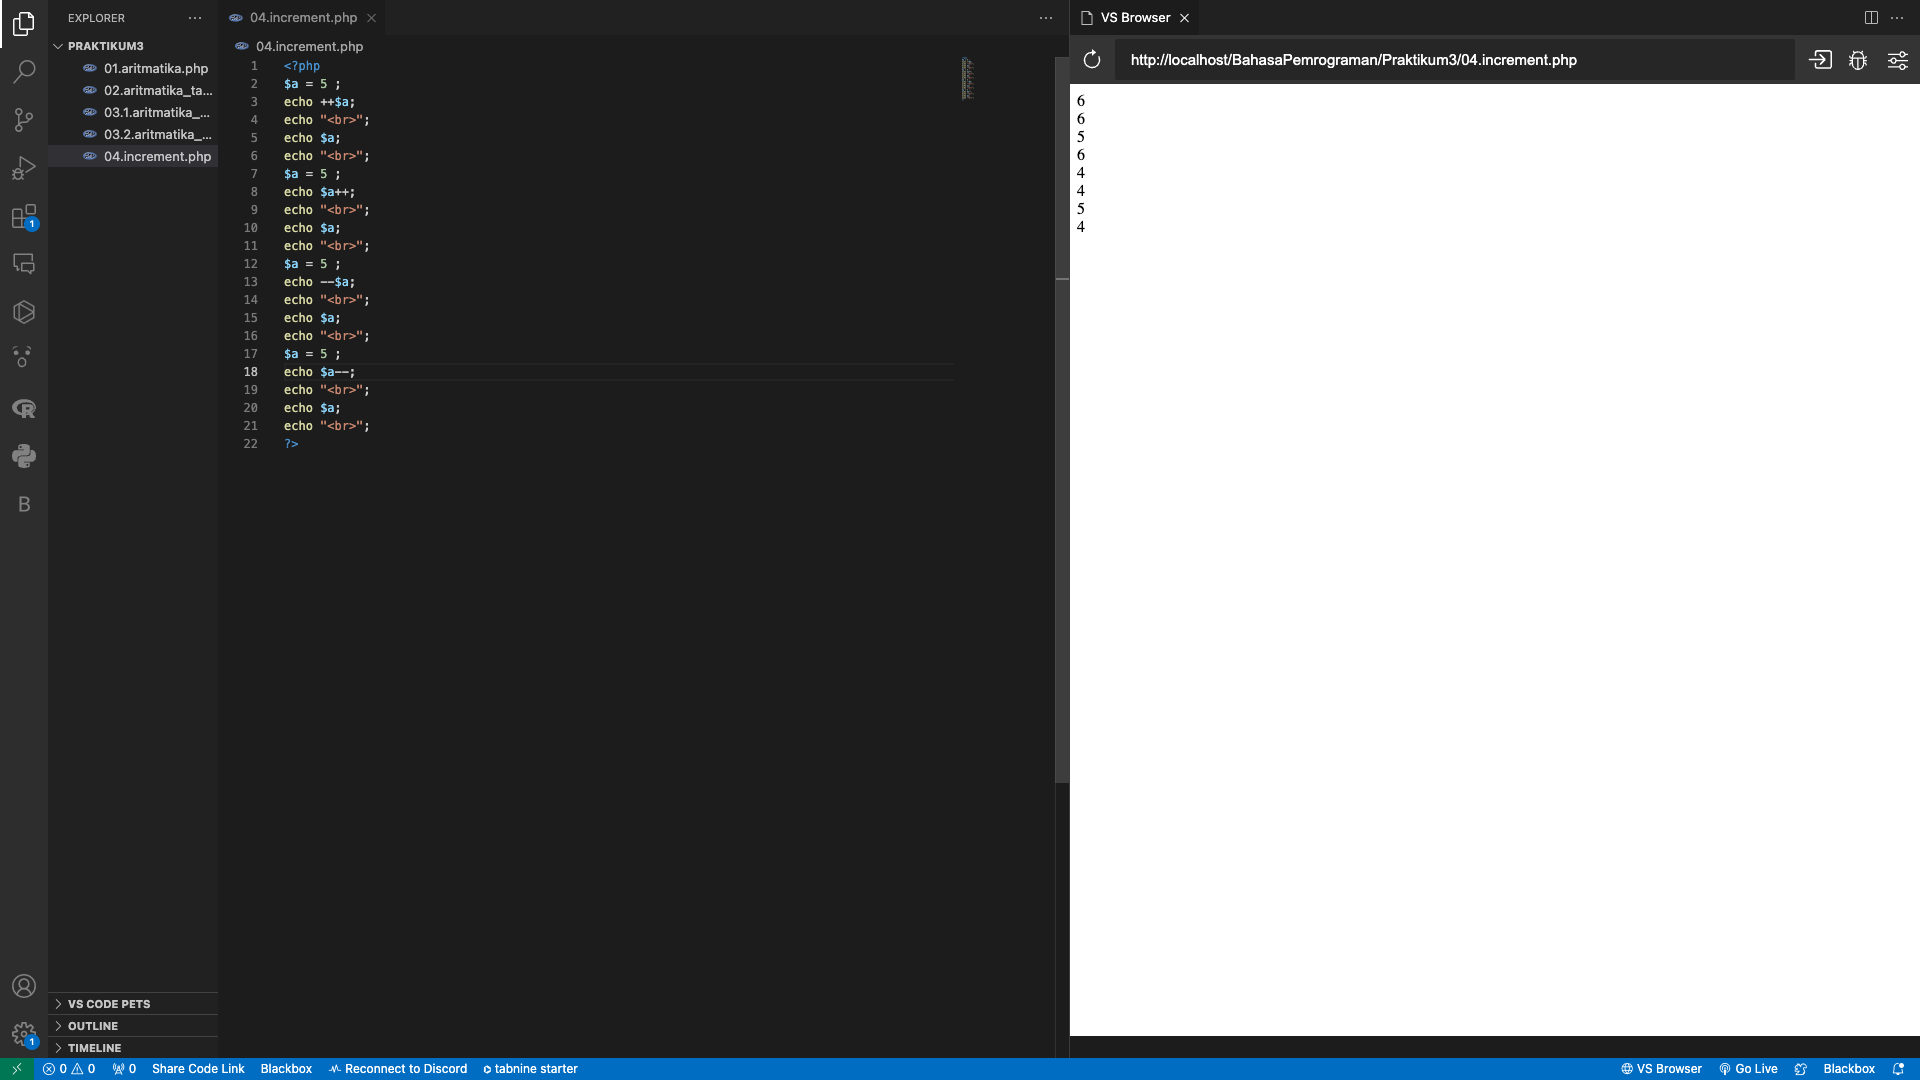 EXPLORER
PRAKTIKUM3
01.aritmatika.php
02.aritmatika_ta...
03.1.aritmatika_...
03.2.aritmatika_...
04.increment.php
VS CODE PETS
OUTLINE
TIMELINE
1
B
1
04.increment.php
04.increment.php
1 <?php
2 $a = 5 ;
3 echo ++$a;
4 echo "<br>";
5 echo $a;
6 echo "<br>";
7 $a = 5 ;
8 echo $a++;
9 echo "<br>";
10 echo $a;
11 echo "<br>";
12 $a = 5 ;
13 echo --$a;
14 echo "<br>";
15 echo $a;
16 echo "<br>";
17 $a = 5 ;
18 echo $a--;
19 echo "<br>";
20 echo $a;
21 echo "<br>";
22 ?>
VS Browser
http://localhost/BahasaPemrograman/Praktikum3/04.increment.php
6
6
5
6
4
4
5
4
0 0 0 Share Code Link Blackbox Reconnect to Discord tabnine starter VS Browser Go Live Blackbox